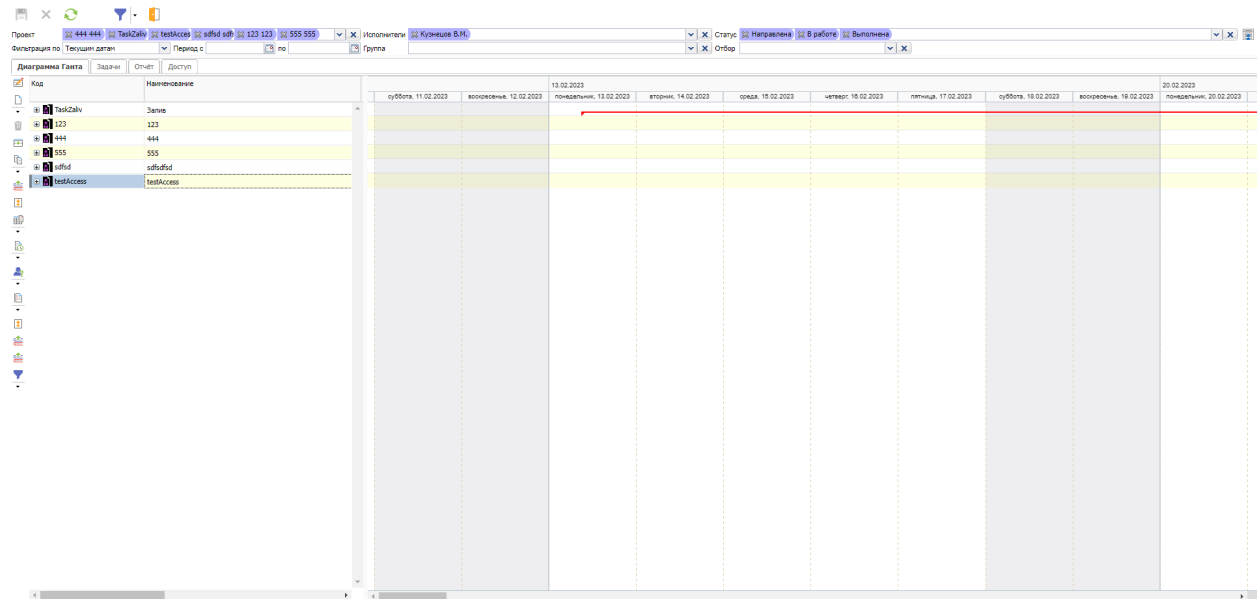 Проект 444 444 TaskZaliv testAcces sdfsd sdf 123 123 555 555 Исполнители Кузнецов В.М. Статус Направлена В работе Выполнена
Фильтрация по Текущим датам Период с по Группа Отбор
Диаграмма Ганта Задачи Отчёт Доступ
Код Наименование 13.02.2023 20.02.2023
суббота, 11.02.2023 воскресенье, 12.02.2023 понедельник, 13.02.2023 вторник, 14.02.2023 среда, 15.02.2023 четверг, 16.02.2023 пятница, 17.02.2023 суббота, 18.02.2023 воскресенье, 19.02.2023 понедельник, 20.02.2023
TaskZaliv Залив
123 123
444 444
555 555
sdfsd sdfsdfsd
testAccess testAccess